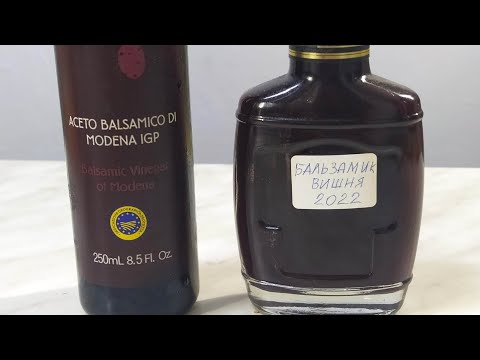 ACETO BALSAMICO DI
MODENA IGP
Balsamic Vinegar
of Modena
250mL 8.5 Fl. Oz
БАЛЬЗАМИК
ВИШНЯ
2022